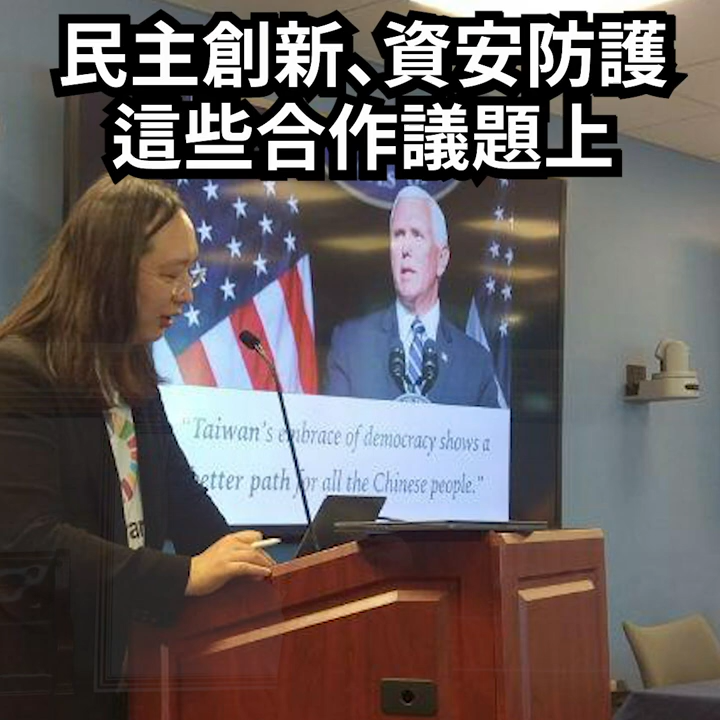 民主創新、資安防護
這些合作議題上
"Taiwan's embrace of democracy shows a
better path for all the Chinese people."